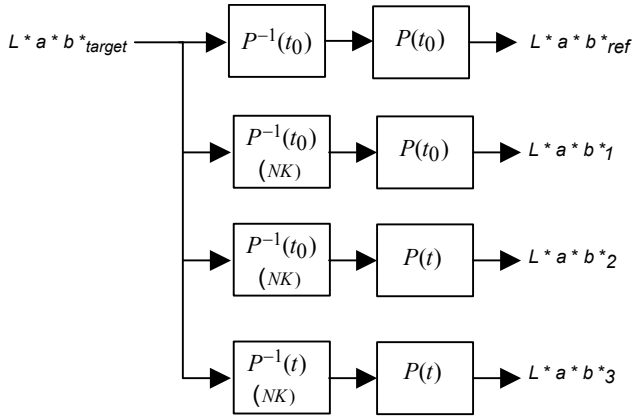 L* a* b*target P⁻¹(t₀) P(t₀) L* a* b*ref
P⁻¹(t₀) P(t₀) L* a* b*1
(NK)
P⁻¹(t₀) P(t) L* a* b*2
(NK)
P⁻¹(t) P(t) L* a* b*3
(NK)